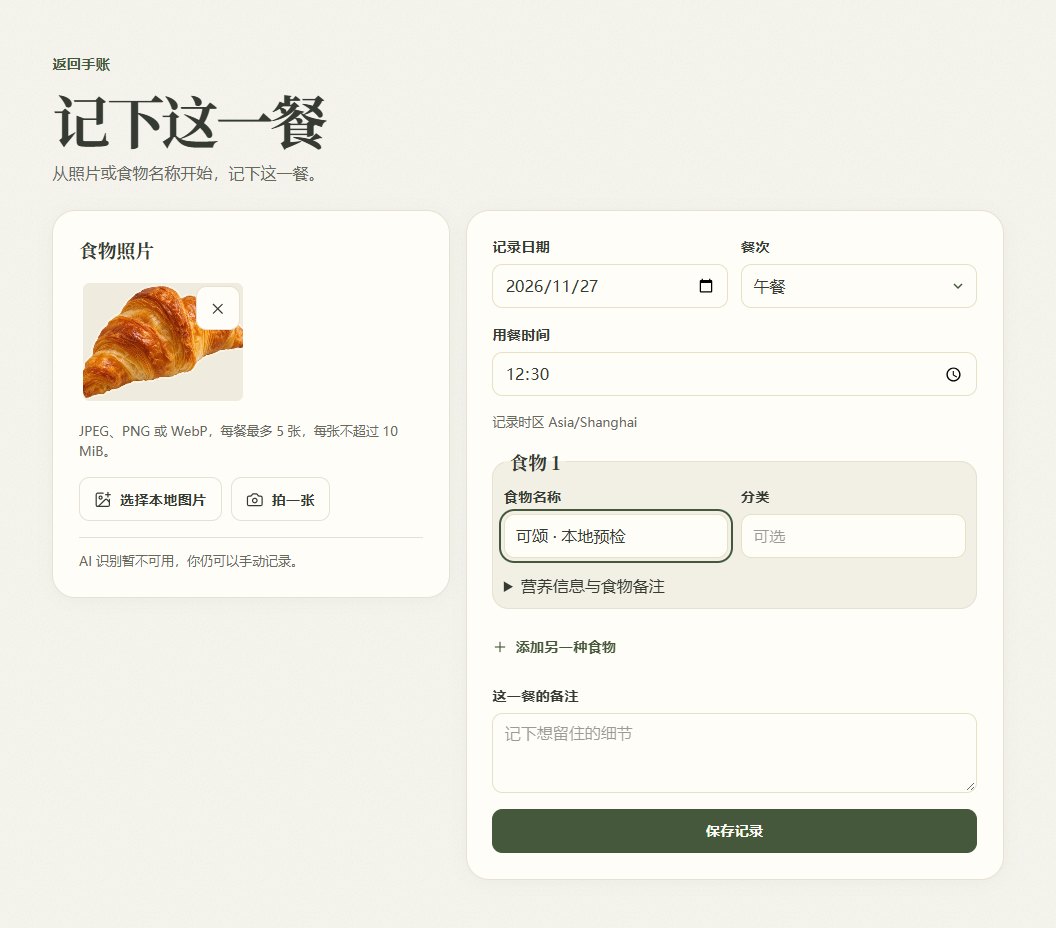 返回手账
记下这一餐
从照片或食物名称开始，记下这一餐。
食物照片
JPEG、PNG 或 WebP，每餐最多 5 张，每张不超过 10
MiB。
选择本地图片
拍一张
AI 识别暂不可用，你仍可以手动记录。
记录日期
餐次
2026/11/27
午餐
用餐时间
12:30
记录时区 Asia/Shanghai
食物 1
食物名称
分类
可颂 · 本地预检
可选
营养信息与食物备注
添加另一种食物
这一餐的备注
记下想留住的细节
保存记录